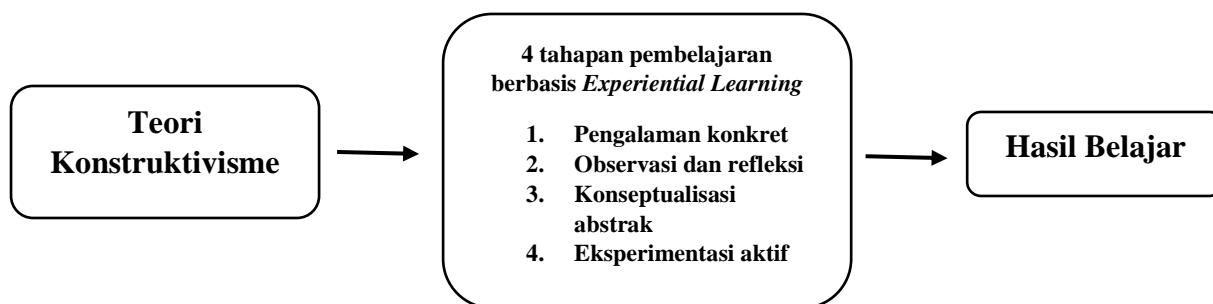 Teori
Konstruktivisme
4 tahapan pembelajaran
berbasis Experiential Learning
1. Pengalaman konkret
2. Observasi dan refleksi
3. Konseptualisasi
abstrak
4. Eksperimentasi aktif
Hasil Belajar